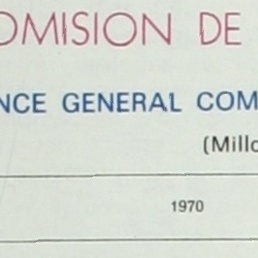 OMISION DE
NCE GENERAL COM
(Millo
1970